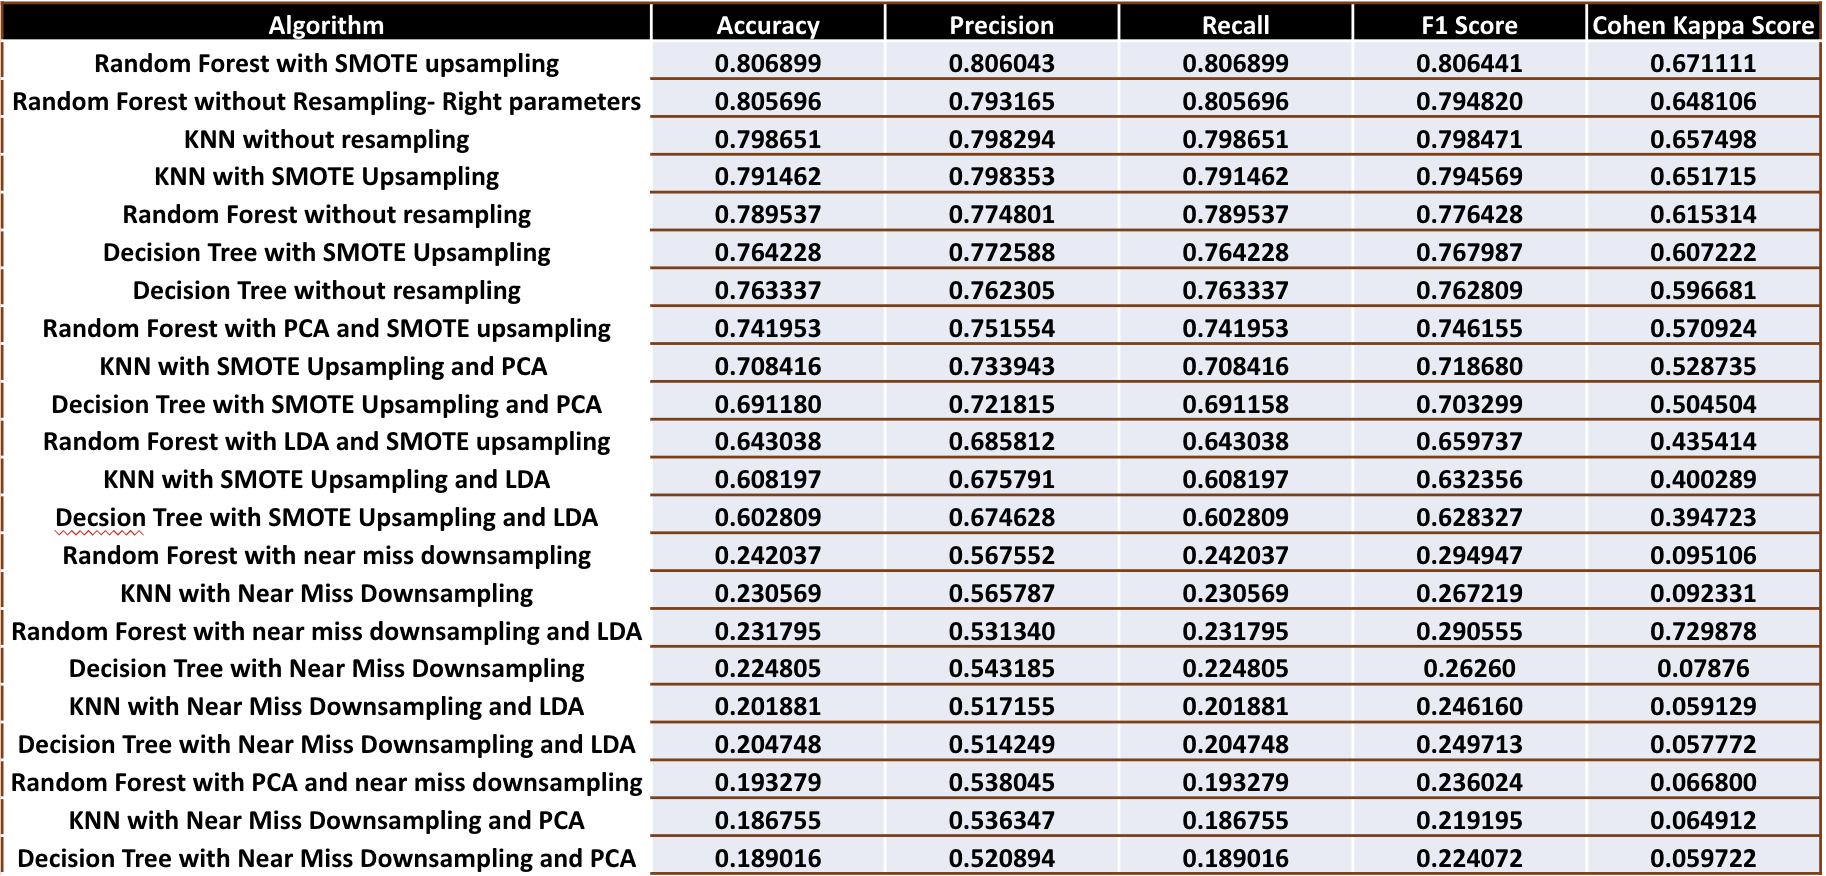 Algorithm Accuracy Precision Recall F1 Score Cohen Kappa Score
Random Forest with SMOTE upsampling 0.806899 0.806043 0.806899 0.806441 0.671111
Random Forest without Resampling- Right parameters 0.805696 0.793165 0.805696 0.794820 0.648106
KNN without resampling 0.798651 0.798294 0.798651 0.798471 0.657498
KNN with SMOTE Upsampling 0.791462 0.798353 0.791462 0.794569 0.651715
Random Forest without resampling 0.789537 0.774801 0.789537 0.776428 0.615314
Decision Tree with SMOTE Upsampling 0.764228 0.772588 0.764228 0.767987 0.607222
Decision Tree without resampling 0.763337 0.762305 0.763337 0.762809 0.596681
Random Forest with PCA and SMOTE upsampling 0.741953 0.751554 0.741953 0.746155 0.570924
KNN with SMOTE Upsampling and PCA 0.708416 0.733943 0.708416 0.718680 0.528735
Decision Tree with SMOTE Upsampling and PCA 0.691180 0.721815 0.691158 0.703299 0.504504
Random Forest with LDA and SMOTE upsampling 0.643038 0.685812 0.643038 0.659737 0.435414
KNN with SMOTE Upsampling and LDA 0.608197 0.675791 0.608197 0.632356 0.400289
Decsion Tree with SMOTE Upsampling and LDA 0.602809 0.674628 0.602809 0.628327 0.394723
Random Forest with near miss downsampling 0.242037 0.567552 0.242037 0.294947 0.095106
KNN with Near Miss Downsampling 0.230569 0.565787 0.230569 0.267219 0.092331
Random Forest with near miss downsampling and LDA 0.231795 0.531340 0.231795 0.290555 0.729878
Decision Tree with Near Miss Downsampling 0.224805 0.543185 0.224805 0.26260 0.07876
KNN with Near Miss Downsampling and LDA 0.201881 0.517155 0.201881 0.246160 0.059129
Decision Tree with Near Miss Downsampling and LDA 0.204748 0.514249 0.204748 0.249713 0.057772
Random Forest with PCA and near miss downsampling 0.193279 0.538045 0.193279 0.236024 0.066800
KNN with Near Miss Downsampling and PCA 0.186755 0.536347 0.186755 0.219195 0.064912
Decision Tree with Near Miss Downsampling and PCA 0.189016 0.520894 0.189016 0.224072 0.059722